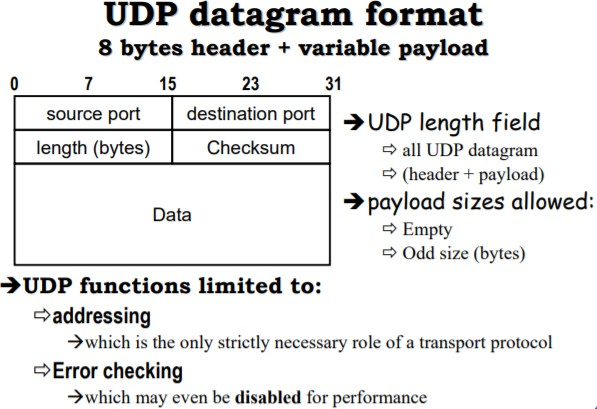 UDP datagram format
8 bytes header + variable payload
0 7 15 23 31
source port destination port
length (bytes) Checksum
Data
➔UDP length field
⇨ all UDP datagram
⇨ (header + payload)
➔payload sizes allowed:
⇨ Empty
⇨ Odd size (bytes)
➔UDP functions limited to:
⇨addressing
➔which is the only strictly necessary role of a transport protocol
⇨Error checking
➔which may even be disabled for performance